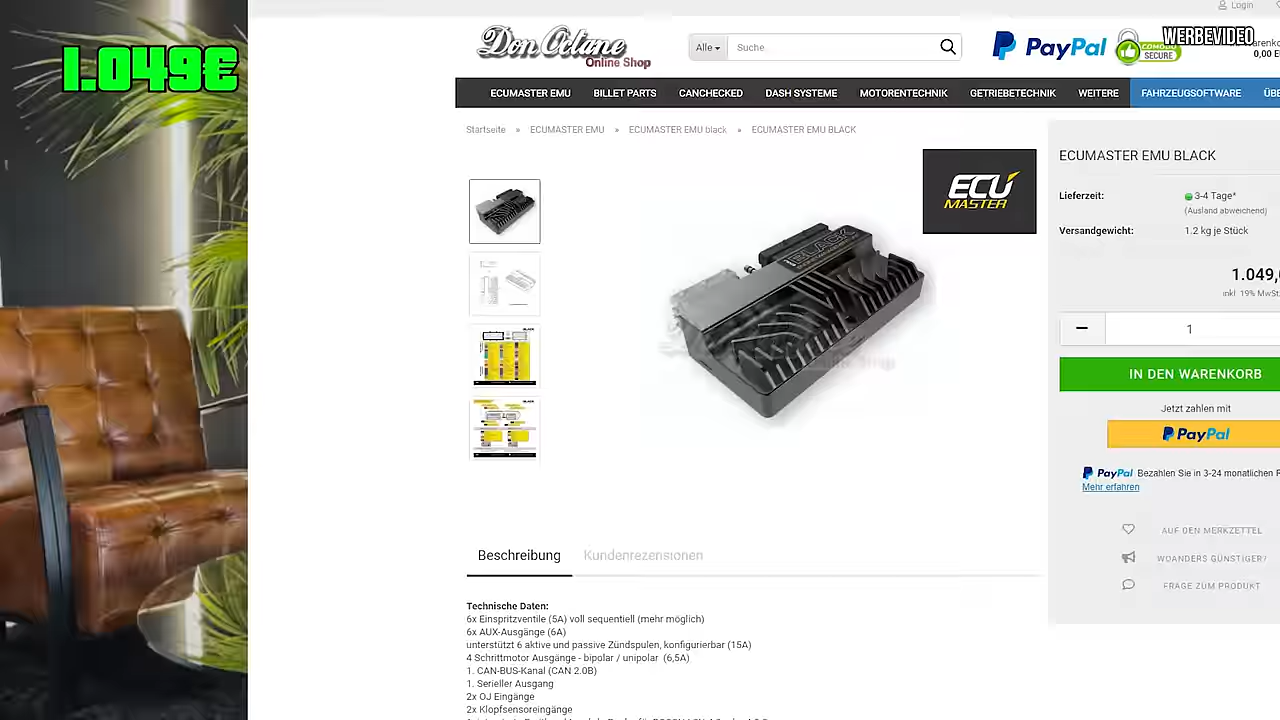 1.049€
Login
WERBEVIDEO
Don Octane
Online Shop
Alle
Suche
PayPal
COMODO
SECURE
0,00 E
ECUMASTER EMU
BILLET PARTS
CANCHECKED
DASH SYSTEME
MOTORENTECHNIK
GETRIEBETECHNIK
WEITERE
FAHRZEUGSOFTWARE
ÜBE
Startseite » ECUMASTER EMU » ECUMASTER EMU black » ECUMASTER EMU BLACK
ECU
MASTER
BLACK
ECUMASTER EMU BLACK
Lieferzeit:
3-4 Tage*
(Ausland abweichend)
Versandgewicht:
1.2 kg je Stück
1.049,
inkl. 19% MwSt.
1
IN DEN WARENKORB
Jetzt zahlen mit
PayPal
PayPal Bezahlen Sie in 3-24 monatlichen R
Mehr erfahren
AUF DEN MERKZETTEL
WOANDERS GÜNSTIGER?
FRAGE ZUM PRODUKT
Beschreibung
Kundenrezensionen
Technische Daten:
6x Einspritzventile (5A) voll sequentiell (mehr möglich)
6x AUX-Ausgänge (6A)
unterstützt 6 aktive und passive Zündspulen, konfigurierbar (15A)
4 Schrittmotor Ausgänge - bipolar / unipolar (6,5A)
1. CAN-BUS-Kanal (CAN 2.0B)
1. Serieller Ausgang
2x OJ Eingänge
2x Klopfsensoreingänge